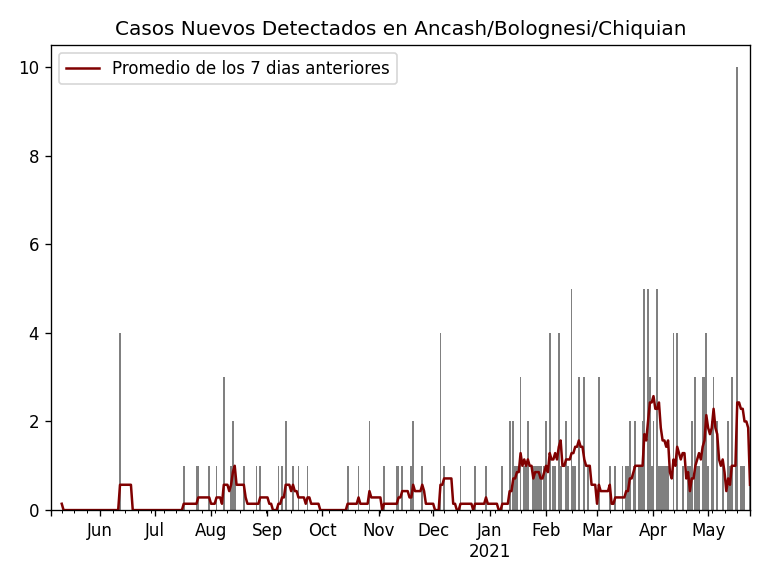 Casos Nuevos Detectados en Ancash/Bolognesi/Chiquian
Promedio de los 7 dias anteriores
10
8
6
4
2
0
Jun Jul Aug Sep Oct Nov Dec Jan Feb Mar Apr May
2021